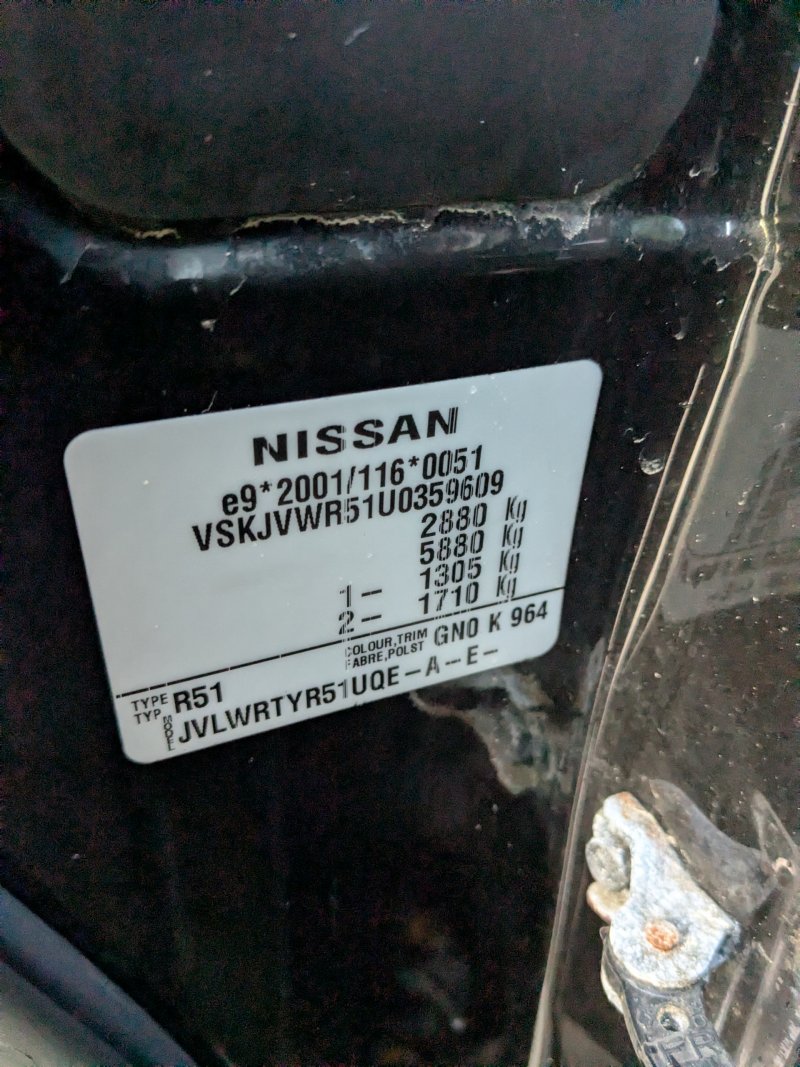 NISSAN
e9*2001/116*0051
VSKJVWR51U0359609
2880 Kg
5880 Kg
1- 1305 Kg
2- 1710 Kg
COLOUR,TRIM GN0 K 964
FABRE,POLST
TYPE R51
TYP
MODEL JVLWRTYR51UQE-A-E-